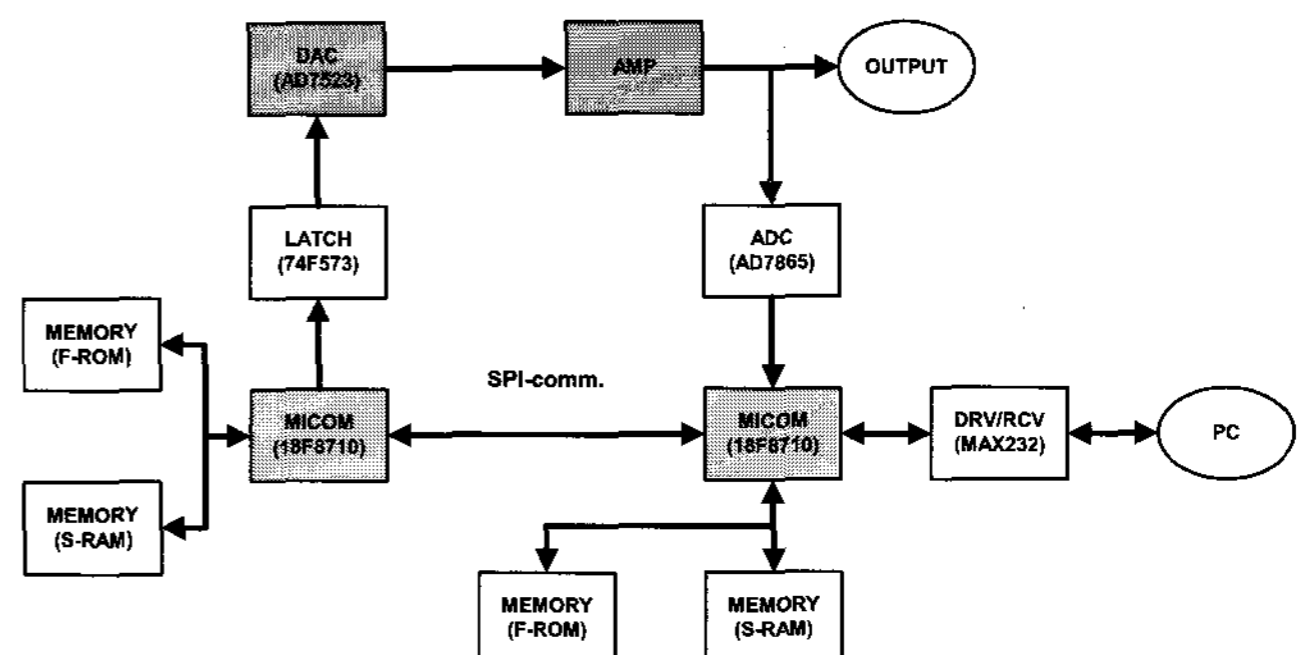 DAC
(AD7523)
AMP
OUTPUT
LATCH
(74F573)
ADC
(AD7865)
MEMORY
(F-ROM)
SPI-comm.
MICOM
(18F8710)
MICOM
(18F8710)
DRV/RCV
(MAX232)
PC
MEMORY
(S-RAM)
MEMORY
(F-ROM)
MEMORY
(S-RAM)